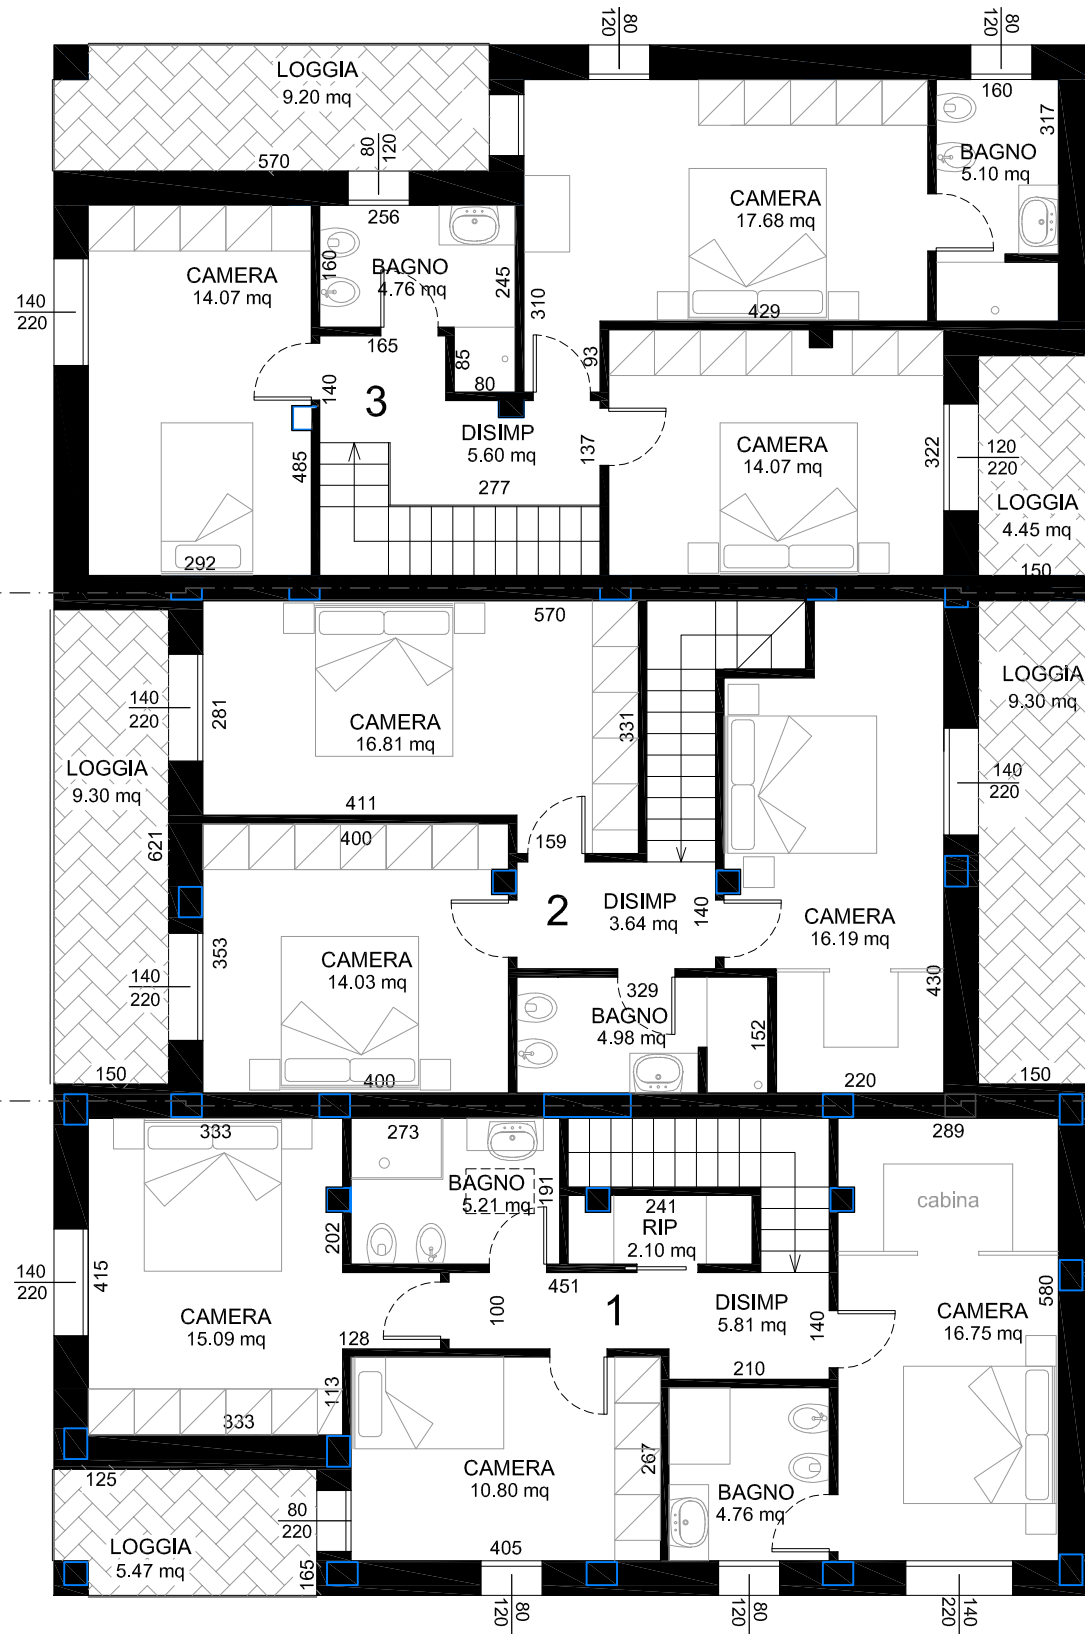 80
120
80
120
LOGGIA
9.20 mq
570
80
120
160
317
BAGNO
5.10 mq
CAMERA
17.68 mq
429
256
160
BAGNO
4.76 mq
245
310
CAMERA
14.07 mq
140
220
165
85
80
93
140
3
DISIMP
5.60 mq
137
277
485
292
CAMERA
14.07 mq
322
120
220
LOGGIA
4.45 mq
150
570
LOGGIA
9.30 mq
140
220
281
CAMERA
16.81 mq
331
LOGGIA
9.30 mq
621
411
400
159
140
220
2
DISIMP
3.64 mq
140
CAMERA
16.19 mq
430
353
CAMERA
14.03 mq
140
220
329
BAGNO
4.98 mq
152
150
400
220
150
333
273
289
BAGNO
5.21 mq
191
241
RIP
2.10 mq
cabina
202
140
220
415
CAMERA
15.09 mq
128
100
451
1
DISIMP
5.81 mq
140
580
CAMERA
16.75 mq
210
113
333
125
CAMERA
10.80 mq
267
BAGNO
4.76 mq
80
220
LOGGIA
5.47 mq
165
405
80
120
80
120
140
220